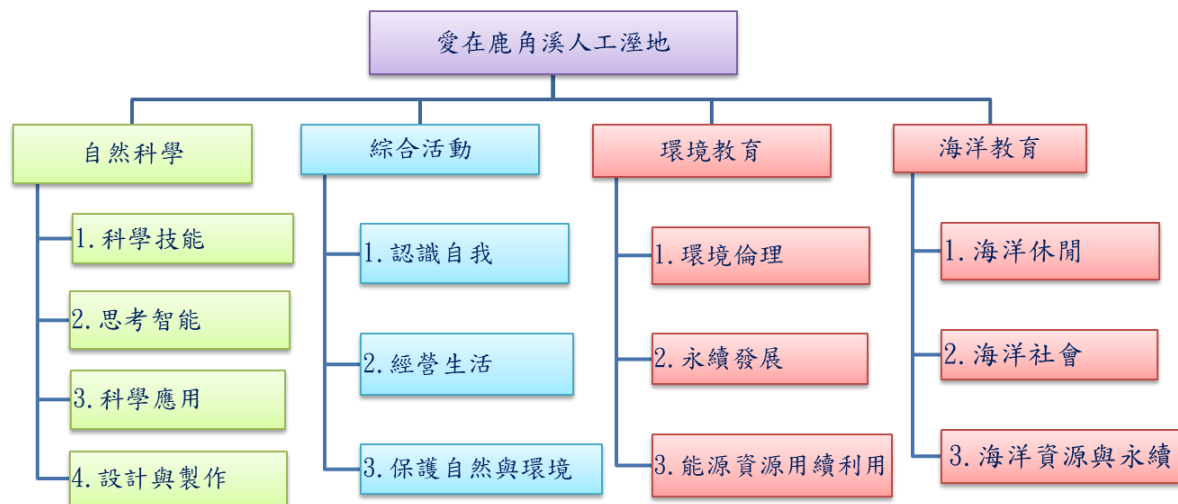 愛在鹿角溪人工溼地
自然科學
1.科學技能
2.思考智能
3.科學應用
4.設計與製作
綜合活動
1.認識自我
2.經營生活
3.保護自然與環境
環境教育
1.環境倫理
2.永續發展
3.能源資源用續利用
海洋教育
1.海洋休閒
2.海洋社會
3.海洋資源與永續